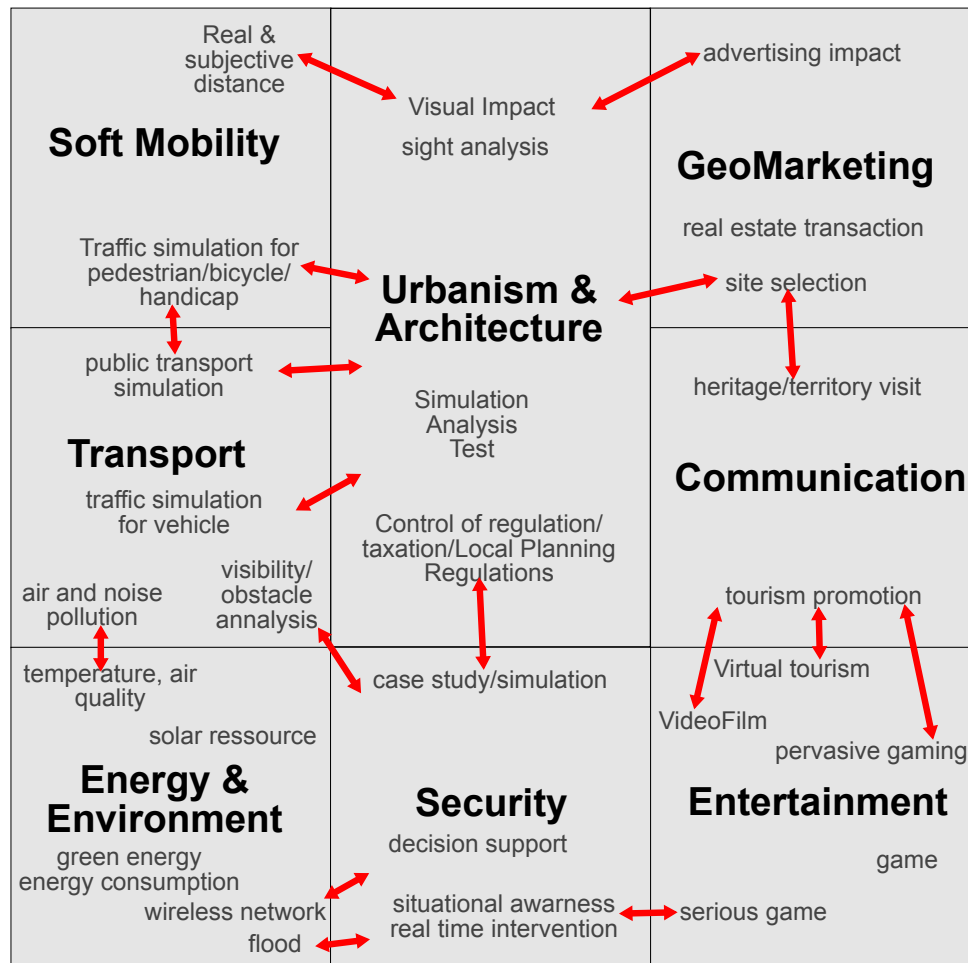 Real &
subjective
distance
Soft Mobility
Traffic simulation for
pedestrian/bicycle/
handicap
Visual Impact
sight analysis
Urbanism &
Architecture
Simulation
Analysis
Test
Control of regulation/
taxation/Local Planning
Regulations
advertising impact
GeoMarketing
real estate transaction
site selection
public transport
simulation
Transport
traffic simulation
for vehicle
visibility/
obstacle
annalysis
air and noise
pollution
heritage/territory visit
Communication
tourism promotion
temperature, air
quality
solar ressource
Energy &
Environment
green energy
energy consumption
wireless network
flood
case study/simulation
Security
decision support
situational awarness
real time intervention
Virtual tourism
VideoFilm
pervasive gaming
Entertainment
game
serious game